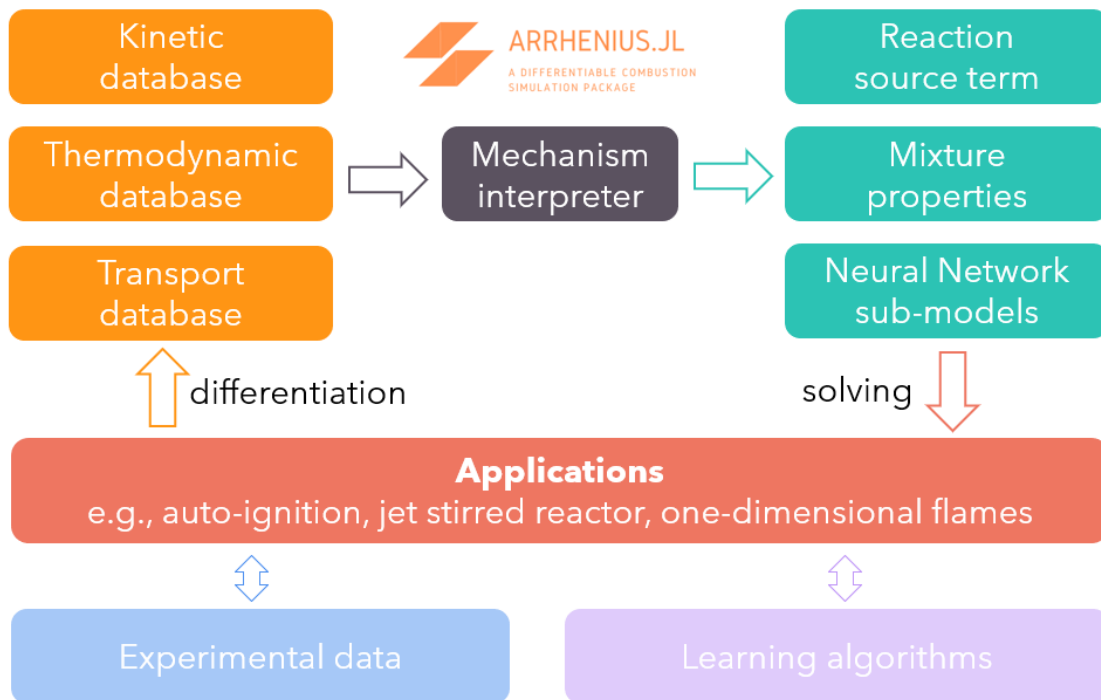 Kinetic
database
ARRHENIUS.JL
A DIFFERENTIABLE COMBUSTION
SIMULATION PACKAGE
Reaction
source term
Thermodynamic
database
Mechanism
interpreter
Mixture
properties
Transport
database
Neural Network
sub-models
differentiation
solving
Applications
e.g., auto-ignition, jet stirred reactor, one-dimensional flames
Experimental data
Learning algorithms